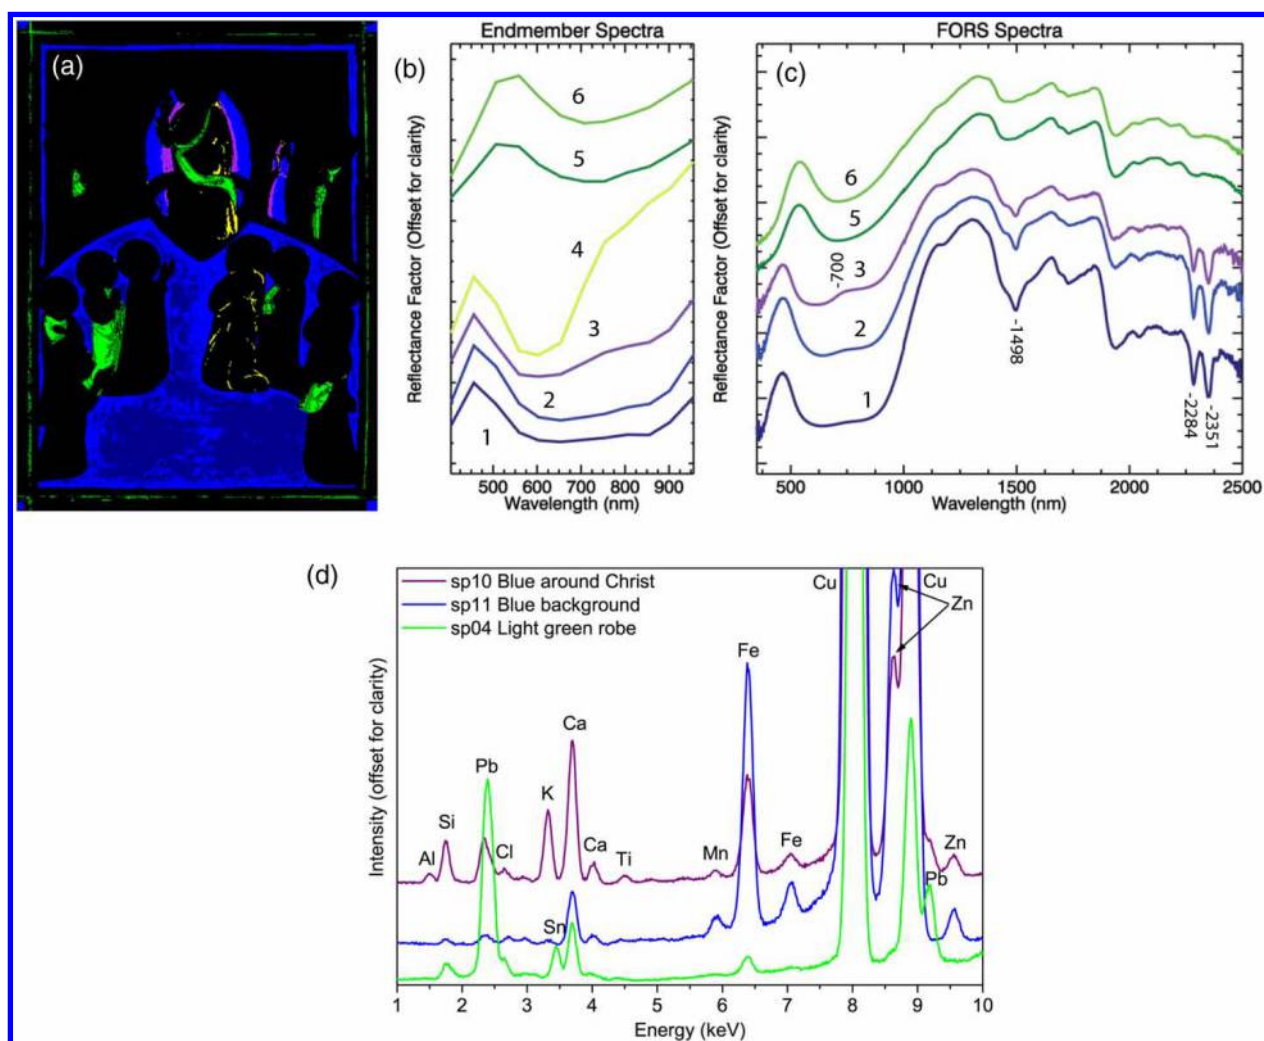 (a)
Endmember Spectra
(b)
6
5
4
3
2
1
Reflectance Factor (Offset for clarity)
500 600 700 800 900
Wavelength (nm)
FORS Spectra
(c)
6
5
-700
3
2
1
-1498
-2284
-2351
Reflectance Factor (Offset for clarity)
500 1000 1500 2000 2500
Wavelength (nm)
(d)
sp10 Blue around Christ
sp11 Blue background
sp04 Light green robe
Cu
Cu
Zn
Fe
Ca
Pb
K
Si
Al
Cl
Ca
Ti
Mn
Fe
Zn
Pb
Sn
Intensity (offset for clarity)
1 2 3 4 5 6 7 8 9 10
Energy (keV)